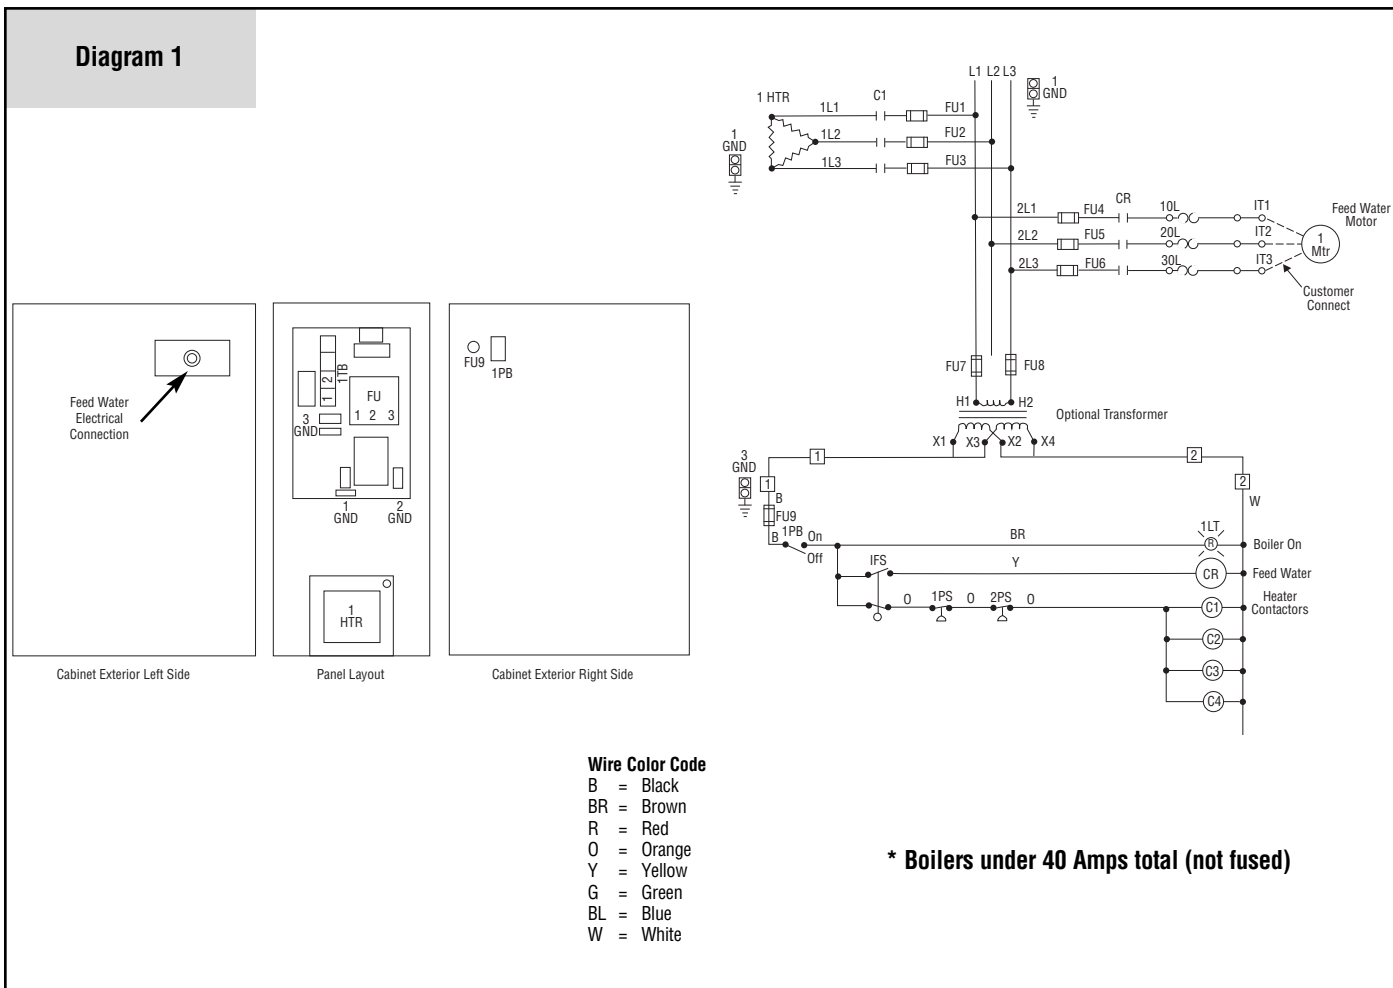 Diagram 1
L1 L2 L3
1
GND
1 HTR
1L1
C1
FU1
1
GND
1L2
FU2
1L3
FU3
2L1
FU4
CR
10L
IT1
Feed Water
Motor
2L2
FU5
20L
IT2
1
Mtr
2L3
FU6
30L
IT3
Customer
Connect
FU7
FU8
H1
H2
Optional Transformer
X1
X3
X2
X4
1
2
3
GND
1
2
B
W
FU9
B
1PB
On
Off
BR
1LT
R
Boiler On
IFS
Y
CR
Feed Water
O
1PS
O
2PS
O
C1
Heater
Contactors
C2
C3
C4
Feed Water
Electrical
Connection
Cabinet Exterior Left Side
1 2
1TB
FU
1 2 3
3
GND
1
GND
2
GND
1
HTR
Panel Layout
FU9
1PB
Cabinet Exterior Right Side
Wire Color Code
B = Black
BR = Brown
R = Red
O = Orange
Y = Yellow
G = Green
BL = Blue
W = White
* Boilers under 40 Amps total (not fused)